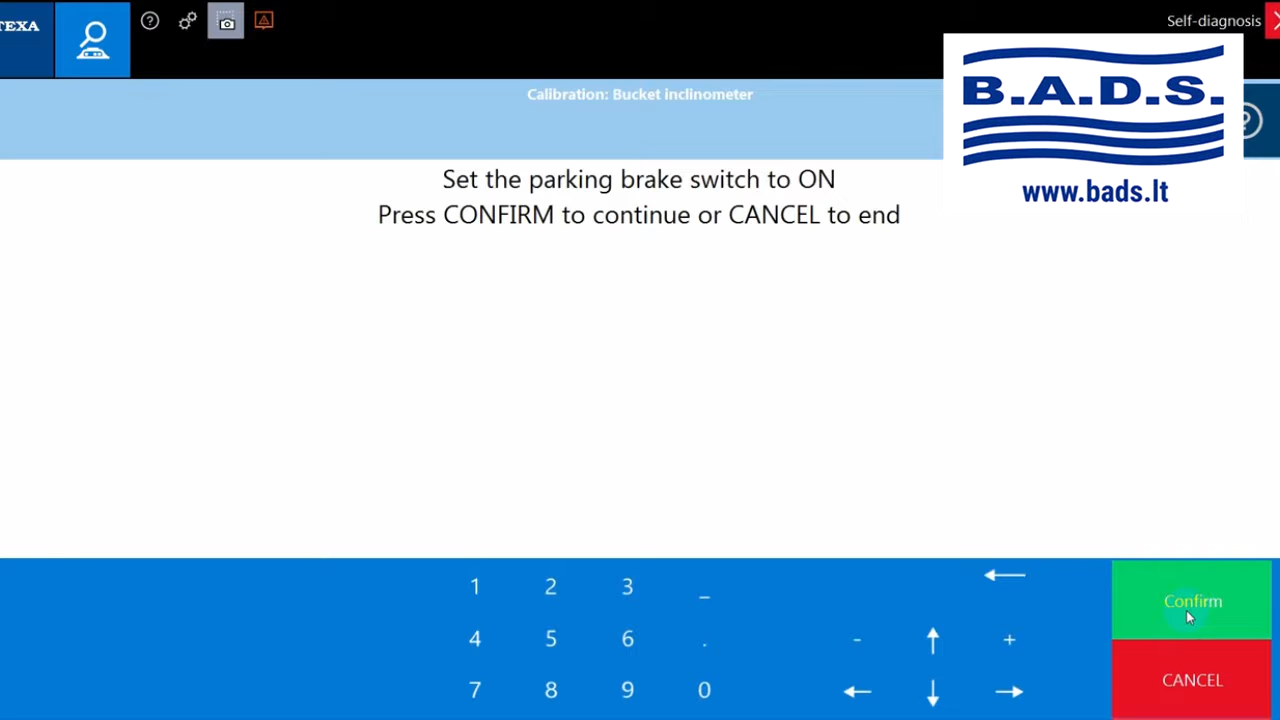 TEXA
Self-diagnosis
Calibration: Bucket inclinometer
B.A.D.S.
www.bads.lt
Set the parking brake switch to ON
Press CONFIRM to continue or CANCEL to end
1 2 3 _
4 5 6 . - +
7 8 9 0
Confirm
CANCEL